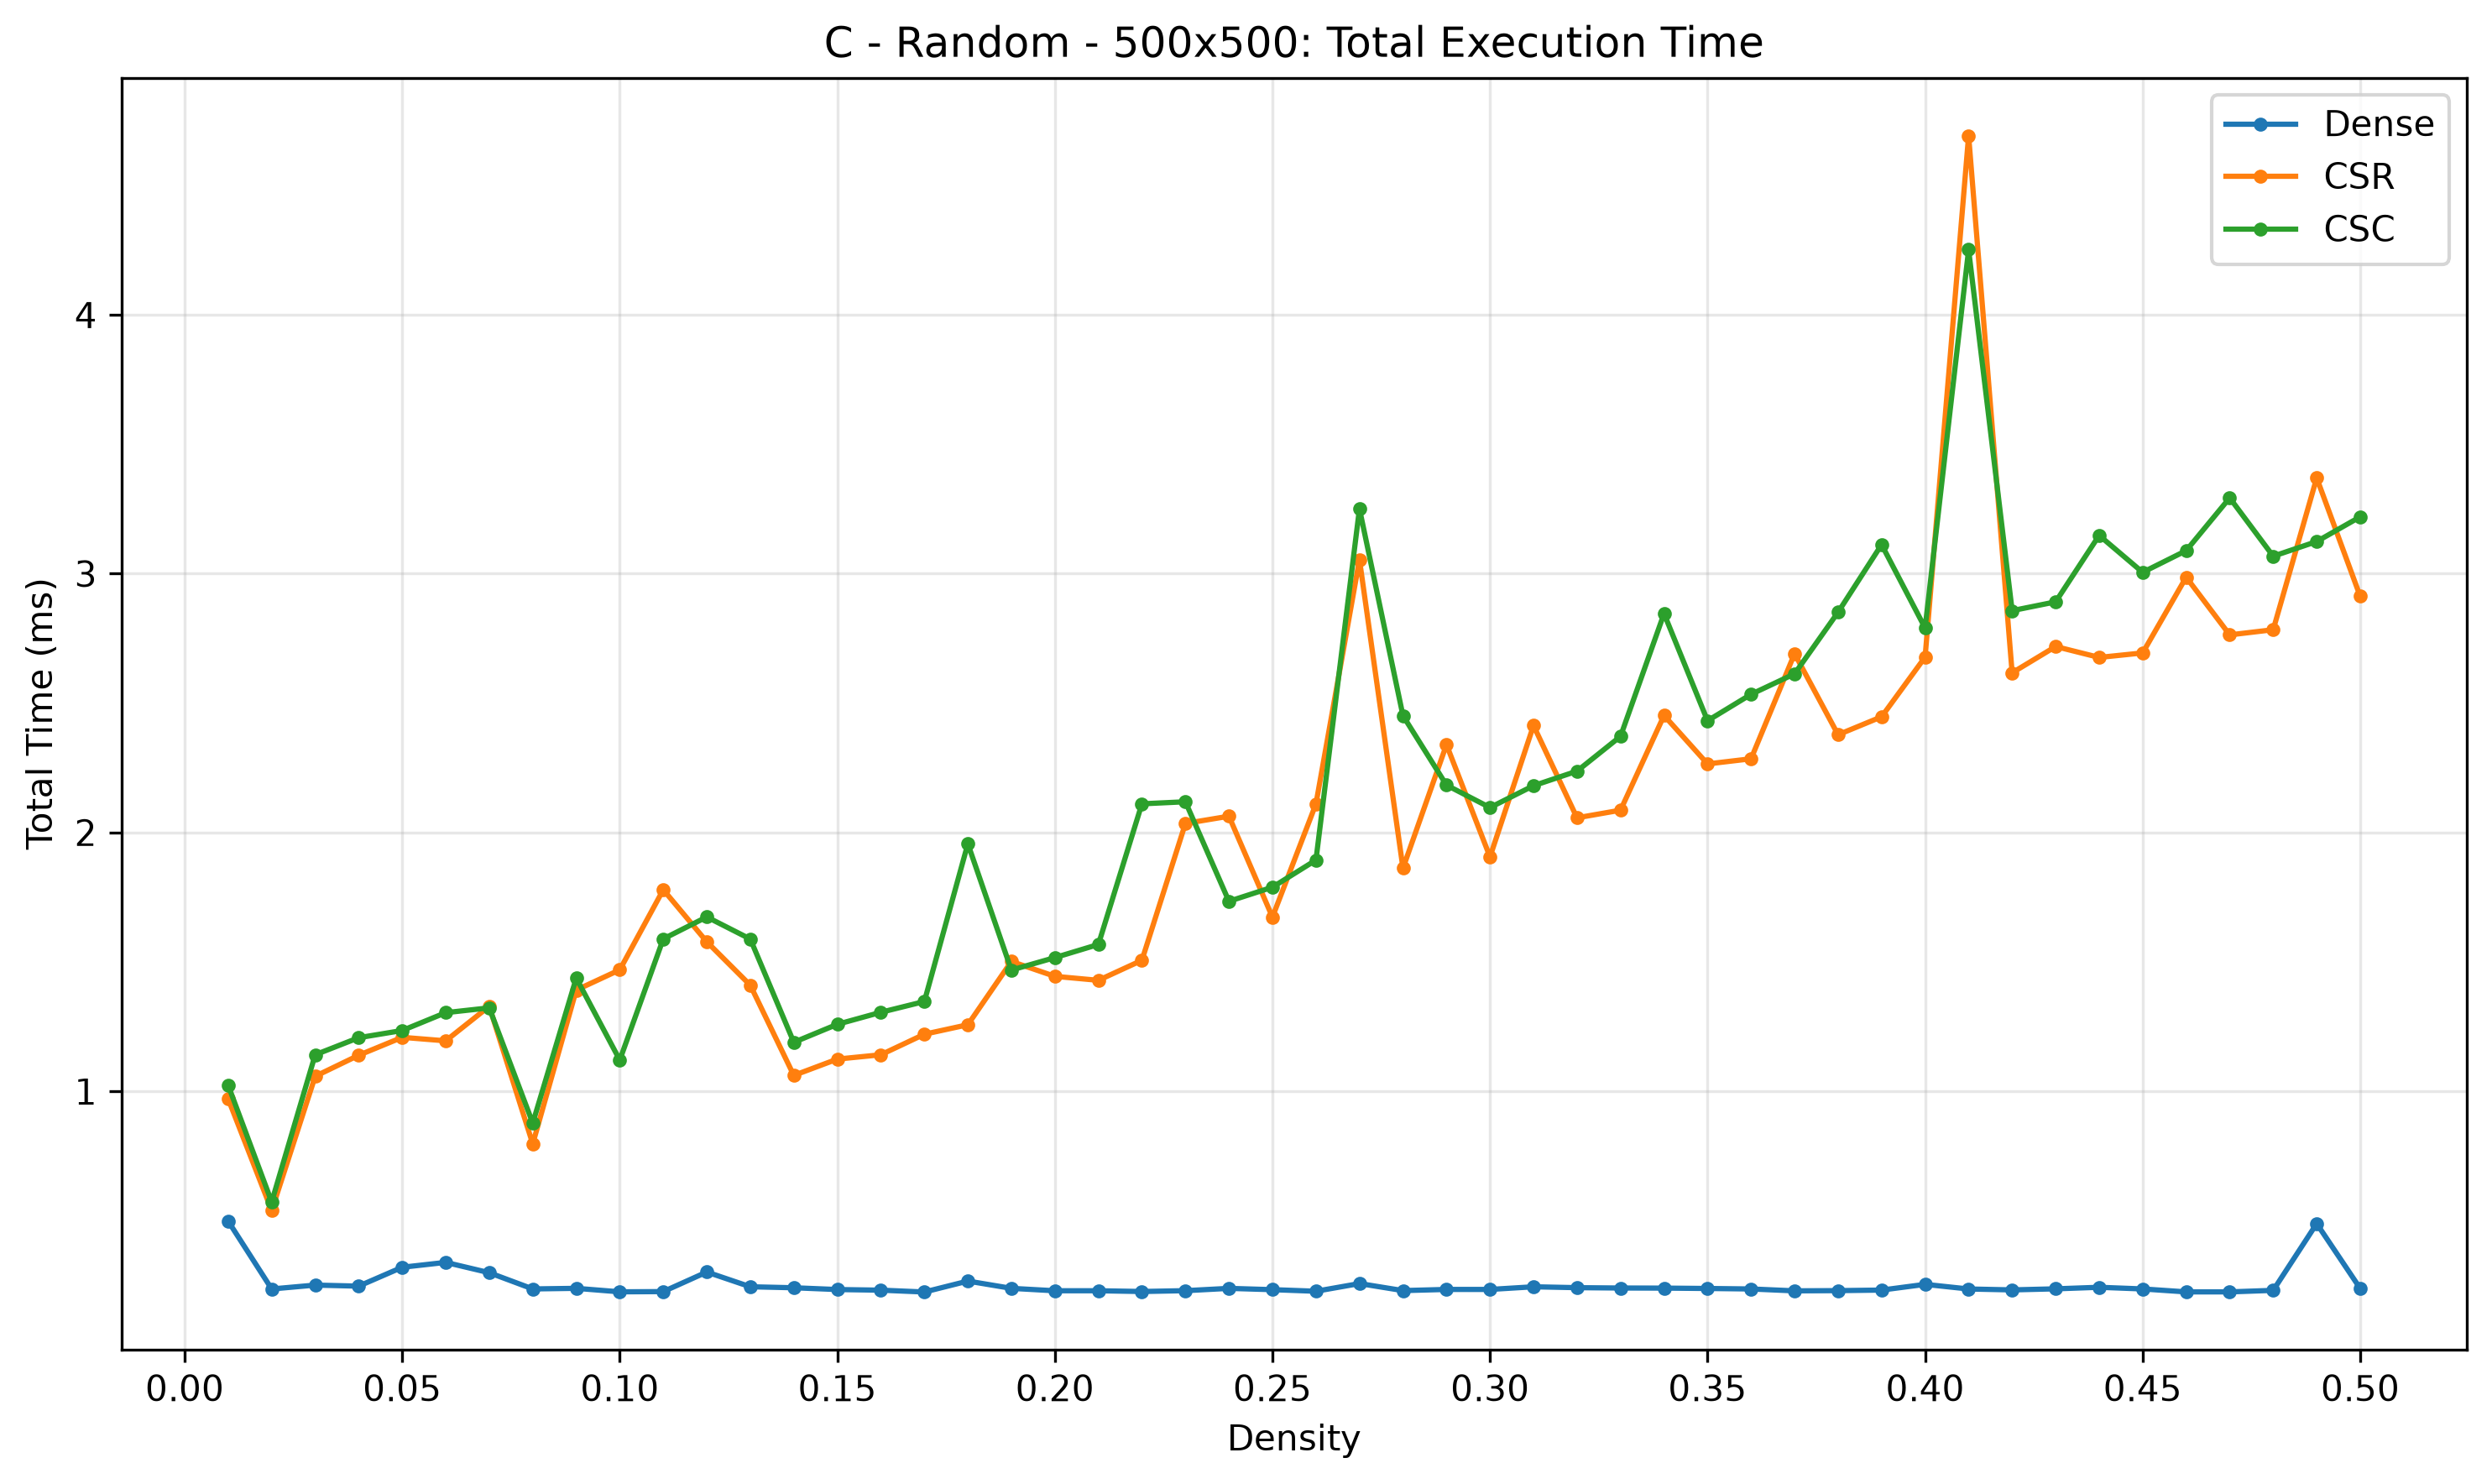 C - Random - 500x500: Total Execution Time
Dense
CSR
CSC
Total Time (ms)
4
3
2
1
0.00 0.05 0.10 0.15 0.20 0.25 0.30 0.35 0.40 0.45 0.50
Density